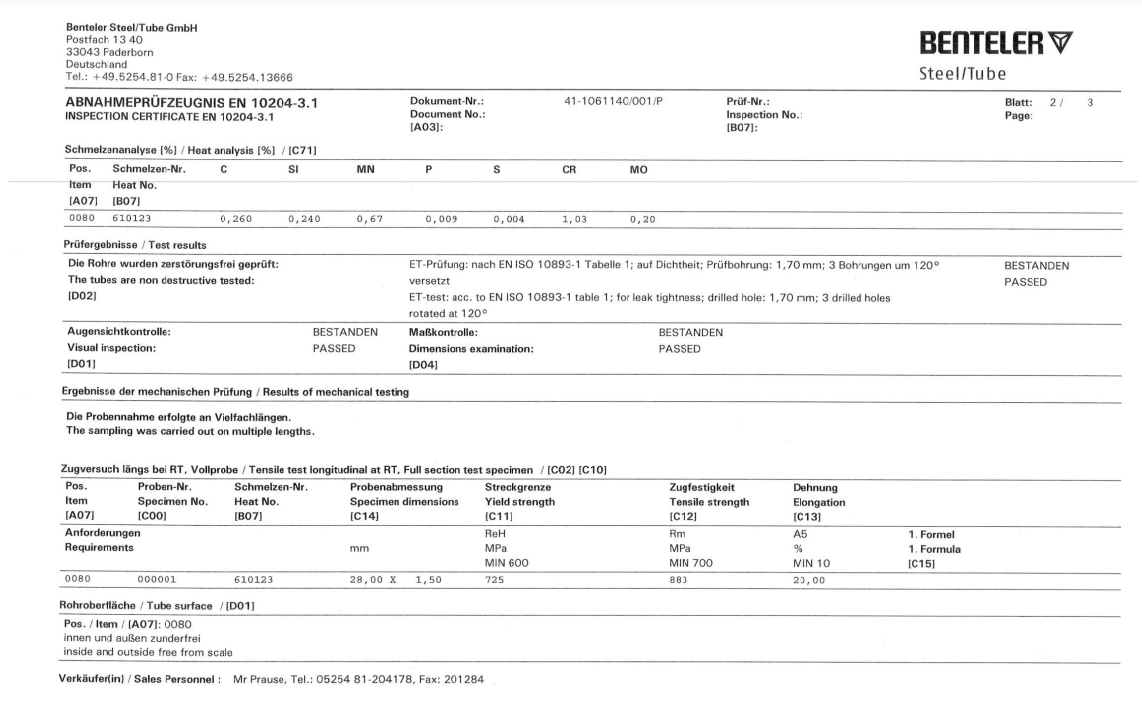 Benteler Steel/Tube GmbH
Postfach 13 40
33043 Paderborn
Deutschland
Tel.: +49.5254.81-0 Fax: +49.5254.13666
BENTELER
Steel/Tube
ABNAHMEPRÜFZEUGNIS EN 10204-3.1 Dokument-Nr.: 41-1061140/001/P Prüf-Nr.: Blatt: 2 / 3
INSPECTION CERTIFICATE EN 10204-3.1 Document No.: Inspection No.: Page:
[A03]: [B07]:
Schmelzenanalyse [%] / Heat analysis [%] / [C71]
Pos. Schmelzen-Nr. C SI MN P S CR MO
Item Heat No.
[A07] [B07]
0080 610123 0,260 0,240 0,67 0,009 0,004 1,03 0,20
Prüfergebnisse / Test results
Die Rohre wurden zerstörungsfrei geprüft: ET-Prüfung: nach EN ISO 10893-1 Tabelle 1; auf Dichtheit; Prüfbohrung: 1,70 mm; 3 Bohrungen um 120° BESTANDEN
The tubes are non destructive tested: versetzt PASSED
[D02] ET-test: acc. to EN ISO 10893-1 table 1; for leak tightness; drilled hole: 1,70 mm; 3 drilled holes
rotated at 120°
Augensichtkontrolle: BESTANDEN Maßkontrolle: BESTANDEN
Visual inspection: PASSED Dimensions examination: PASSED
[D01] [D04]
Ergebnisse der mechanischen Prüfung / Results of mechanical testing
Die Probennahme erfolgte an Vielfachlängen.
The sampling was carried out on multiple lengths.
Zugversuch längs bei RT, Vollprobe / Tensile test longitudinal at RT, Full section test specimen / [C02] [C10]
Pos. Proben-Nr. Schmelzen-Nr. Probenabmessung Streckgrenze Zugfestigkeit Dehnung
Item Specimen No. Heat No. Specimen dimensions Yield strength Tensile strength Elongation
[A07] [C00] [B07] [C14] [C11] [C12] [C13]
Anforderungen ReH Rm A5 1. Formel
Requirements mm MPa MPa % 1. Formula
MIN 600 MIN 700 MIN 10 [C15]
0080 000001 610123 28,00 X 1,50 725 883 20,00
Rohroberfläche / Tube surface / [D01]
Pos. / Item / [A07]: 0080
innen und außen zunderfrei
inside and outside free from scale
Verkäufer(in) / Sales Personnel : Mr Prause, Tel.: 05254 81-204178, Fax: 201284